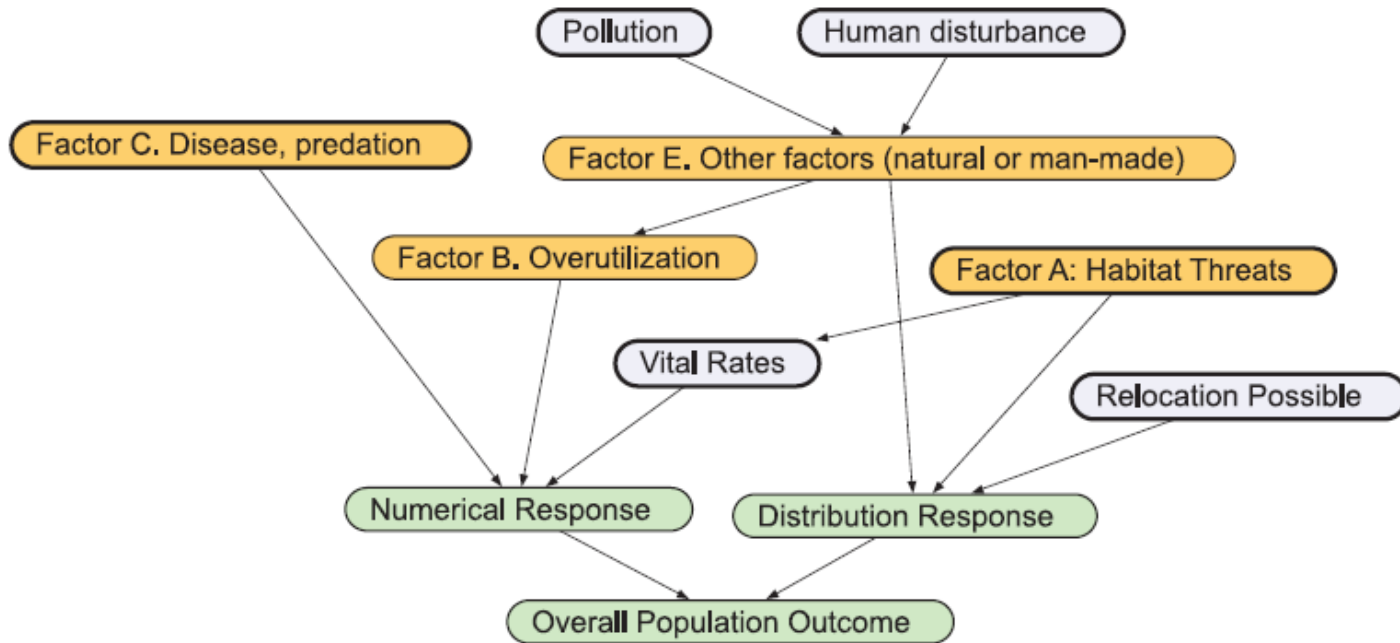 Pollution
Human disturbance
Factor C. Disease, predation
Factor E. Other factors (natural or man-made)
Factor B. Overutilization
Factor A: Habitat Threats
Vital Rates
Relocation Possible
Numerical Response
Distribution Response
Overall Population Outcome